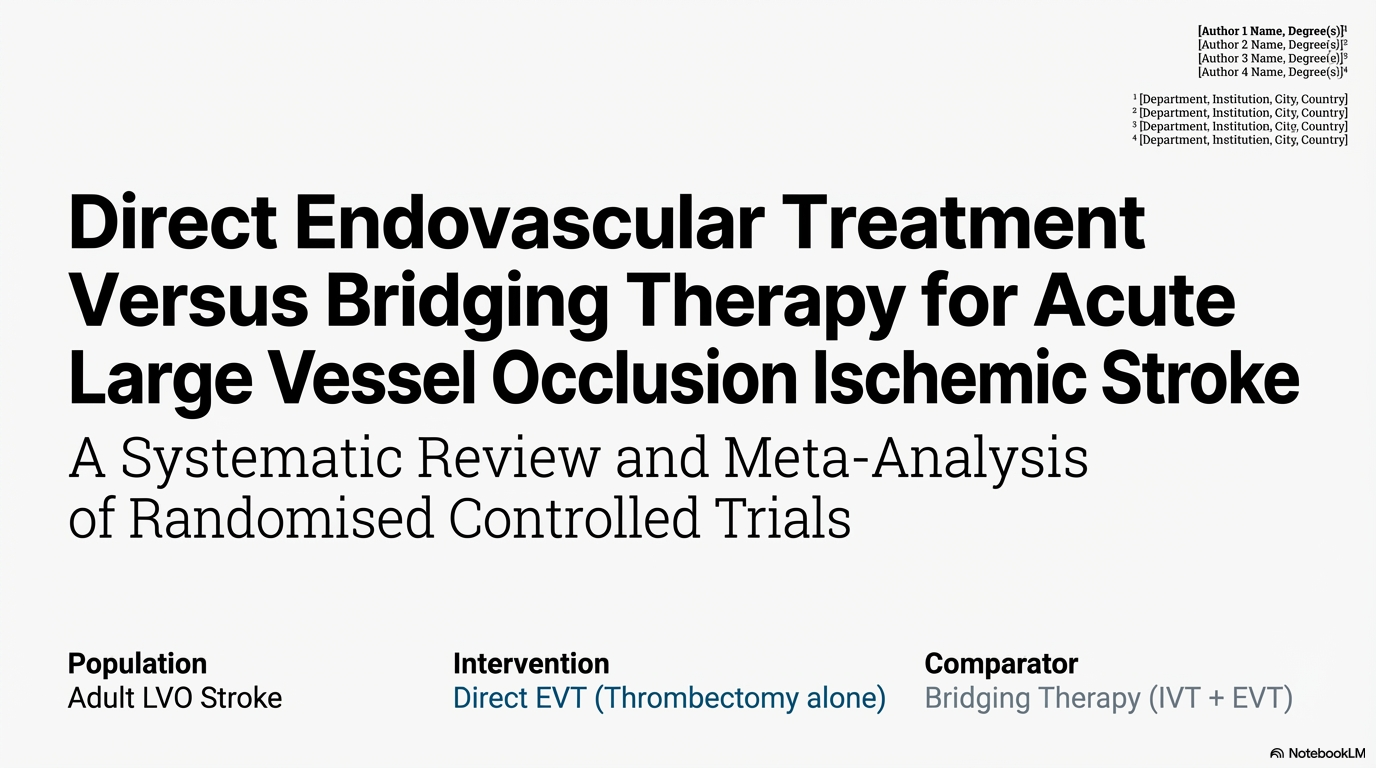 [Author 1 Name, Degree(s)]¹
[Author 2 Name, Degree(s)]²
[Author 3 Name, Degree(s)]³
[Author 4 Name, Degree(s)]⁴
¹ [Department, Institution, City, Country]
² [Department, Institution, City, Country]
³ [Department, Institution, City, Country]
⁴ [Department, Institution, City, Country]
Direct Endovascular Treatment
Versus Bridging Therapy for Acute
Large Vessel Occlusion Ischemic Stroke
A Systematic Review and Meta-Analysis
of Randomised Controlled Trials
Population
Adult LVO Stroke
Intervention
Direct EVT (Thrombectomy alone)
Comparator
Bridging Therapy (IVT + EVT)
NotebookLM